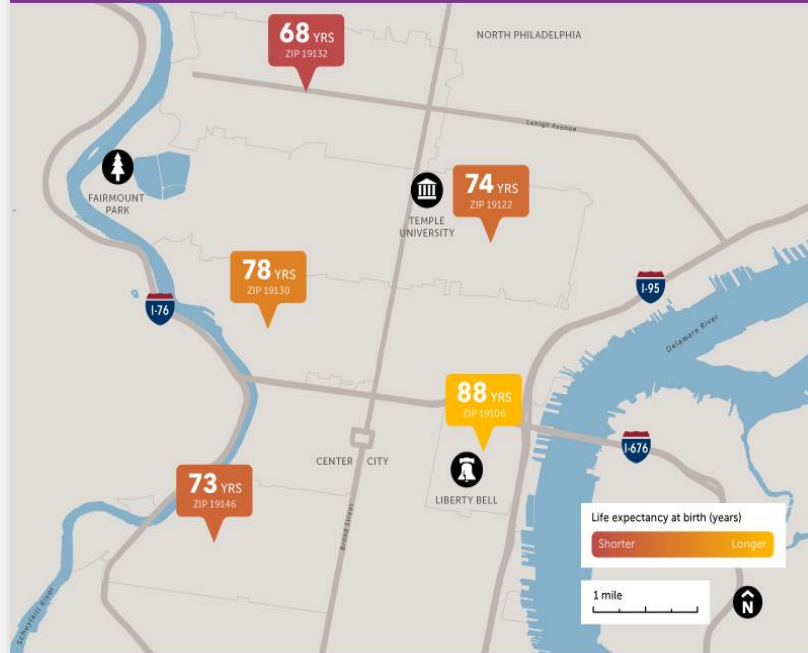 68 YRS
ZIP 19132
NORTH PHILADELPHIA
Lehigh Avenue
FAIRMOUNT
PARK
TEMPLE
UNIVERSITY
74 YRS
ZIP 19122
78 YRS
ZIP 19130
I-76
I-95
Delaware River
88 YRS
ZIP 19106
I-676
CENTER CITY
LIBERTY BELL
73 YRS
ZIP 19146
Broad Street
Schuylkill River
Life expectancy at birth (years)
Shorter Longer
1 mile
N